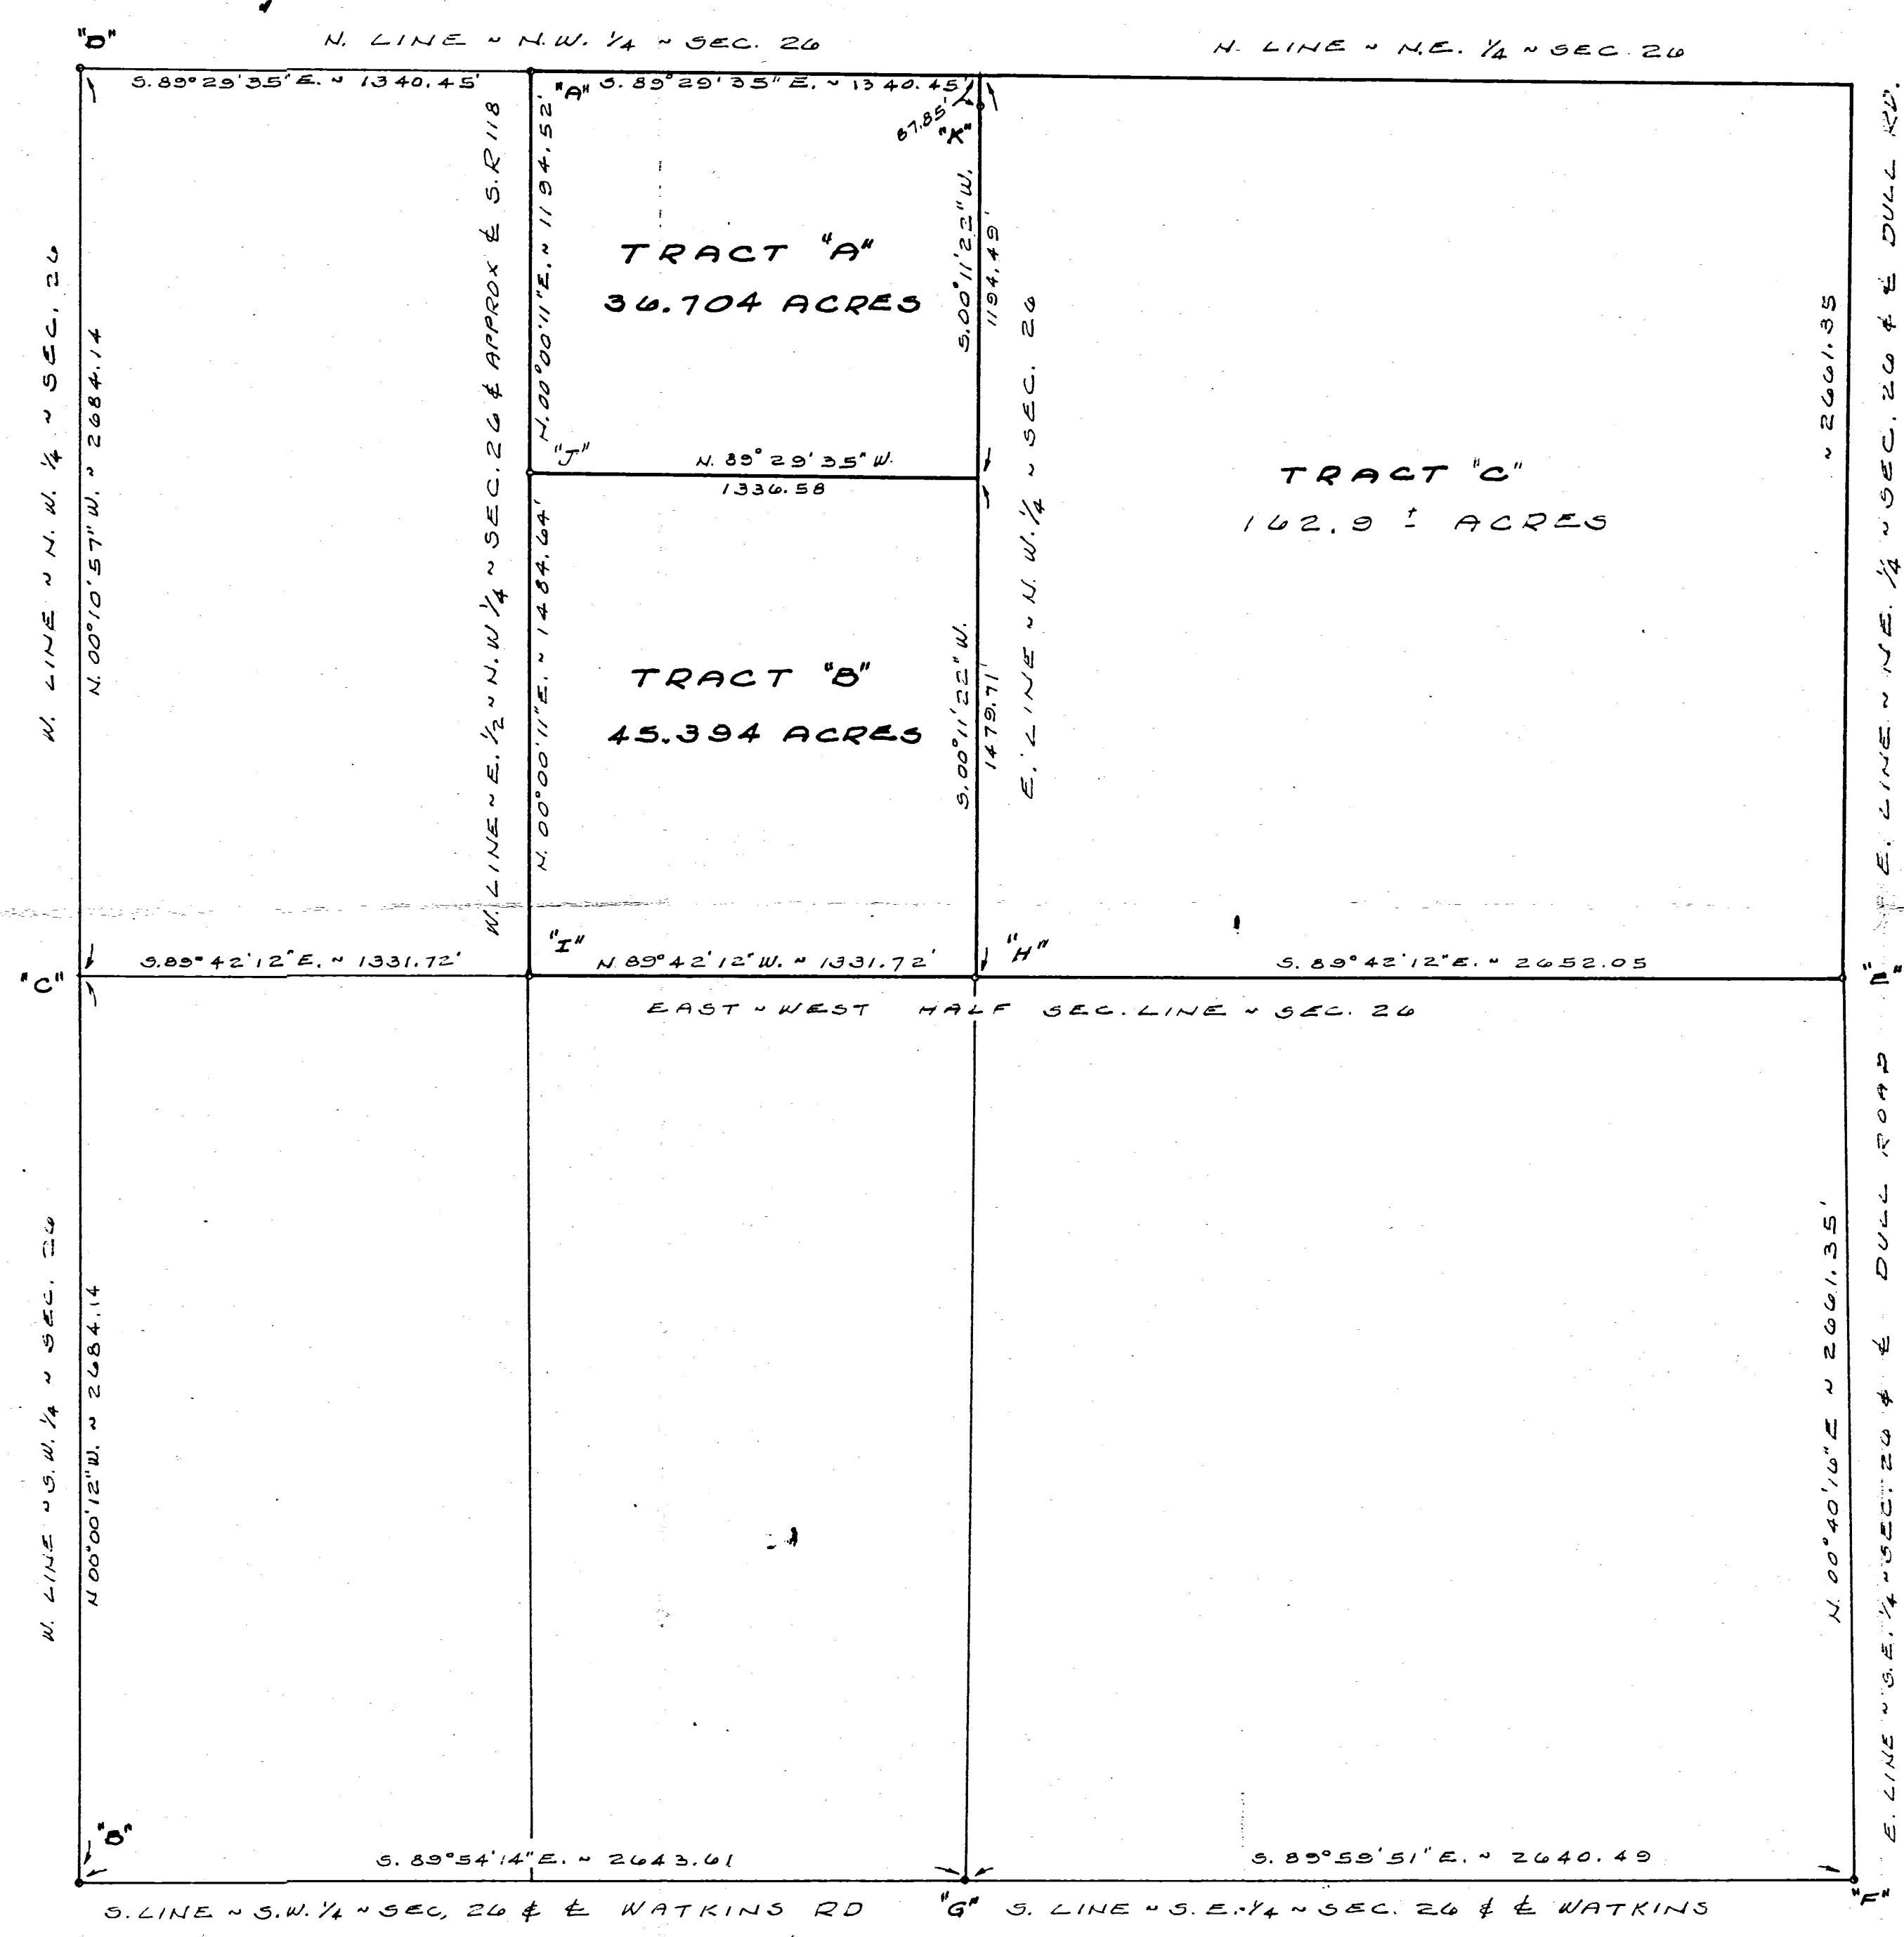 "D"
N. LINE ~ N.W. 1/4 ~ SEC. 26
N. LINE ~ N.E. 1/4 ~ SEC. 26
S.89°29'35"E. ~ 1340.45'
"A" S.89°29'35"E. ~ 1340.45'
87.85'
"K"
W. LINE ~ N.W. 1/4 ~ SEC. 26
N.00°10'57"W. ~ 2684.14
W. LINE ~ E. 1/2 ~ N.W 1/4 ~ SEC. 26 & APPROX ℄ S.R 118
N.00°00'11"E. ~ 1194.52'
TRACT "A"
36.704 ACRES
S.00°11'22"W.
1194.49'
E. LINE ~ N.W. 1/4 ~ SEC. 26
TRACT "C"
162.9 ± ACRES
~ 2661.35
E. LINE ~ NE. 1/4 ~ SEC. 26 & ℄ DULL RD.
"J"
N. 89°29'35"W.
1336.58
N.00°00'11"E. ~ 1484.64'
TRACT "B"
45.394 ACRES
S.00°11'22"W.
1479.71'
"C"
S.89°42'12"E. ~ 1331.72'
"I"
N.89°42'12"W. ~ 1331.72'
"H"
S. 89°42'12"E. ~ 2652.05
EAST ~ WEST HALF SEC. LINE ~ SEC. 26
W. LINE ~ S.W. 1/4 ~ SEC. 26
N00°00'12"W. ~ 2684.14
N. 00°40'16"E ~ 2661.35'
E. LINE ~ S.E. 1/4 ~ SEC. 26 & ℄ DULL ROAD
"B"
S. 89°54'14"E. ~ 2643.61
S. 89°59'51"E. ~ 2640.49
S. LINE ~ S.W. 1/4 ~ SEC, 26 & ℄ WATKINS RD
"G"
S. LINE ~ S.E. 1/4 ~ SEC. 26 & ℄ WATKINS
"F"